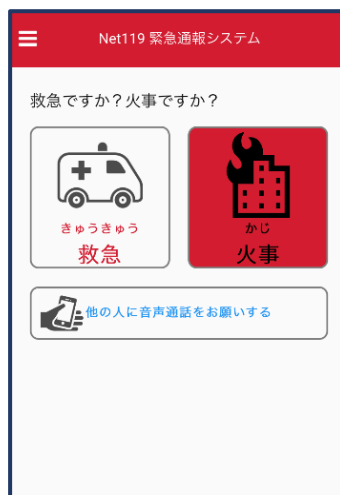 Net119 緊急通報システム
救急ですか？火事ですか？
きゅうきゅう
救急
かじ
火事
他の人に音声通話をお願いする